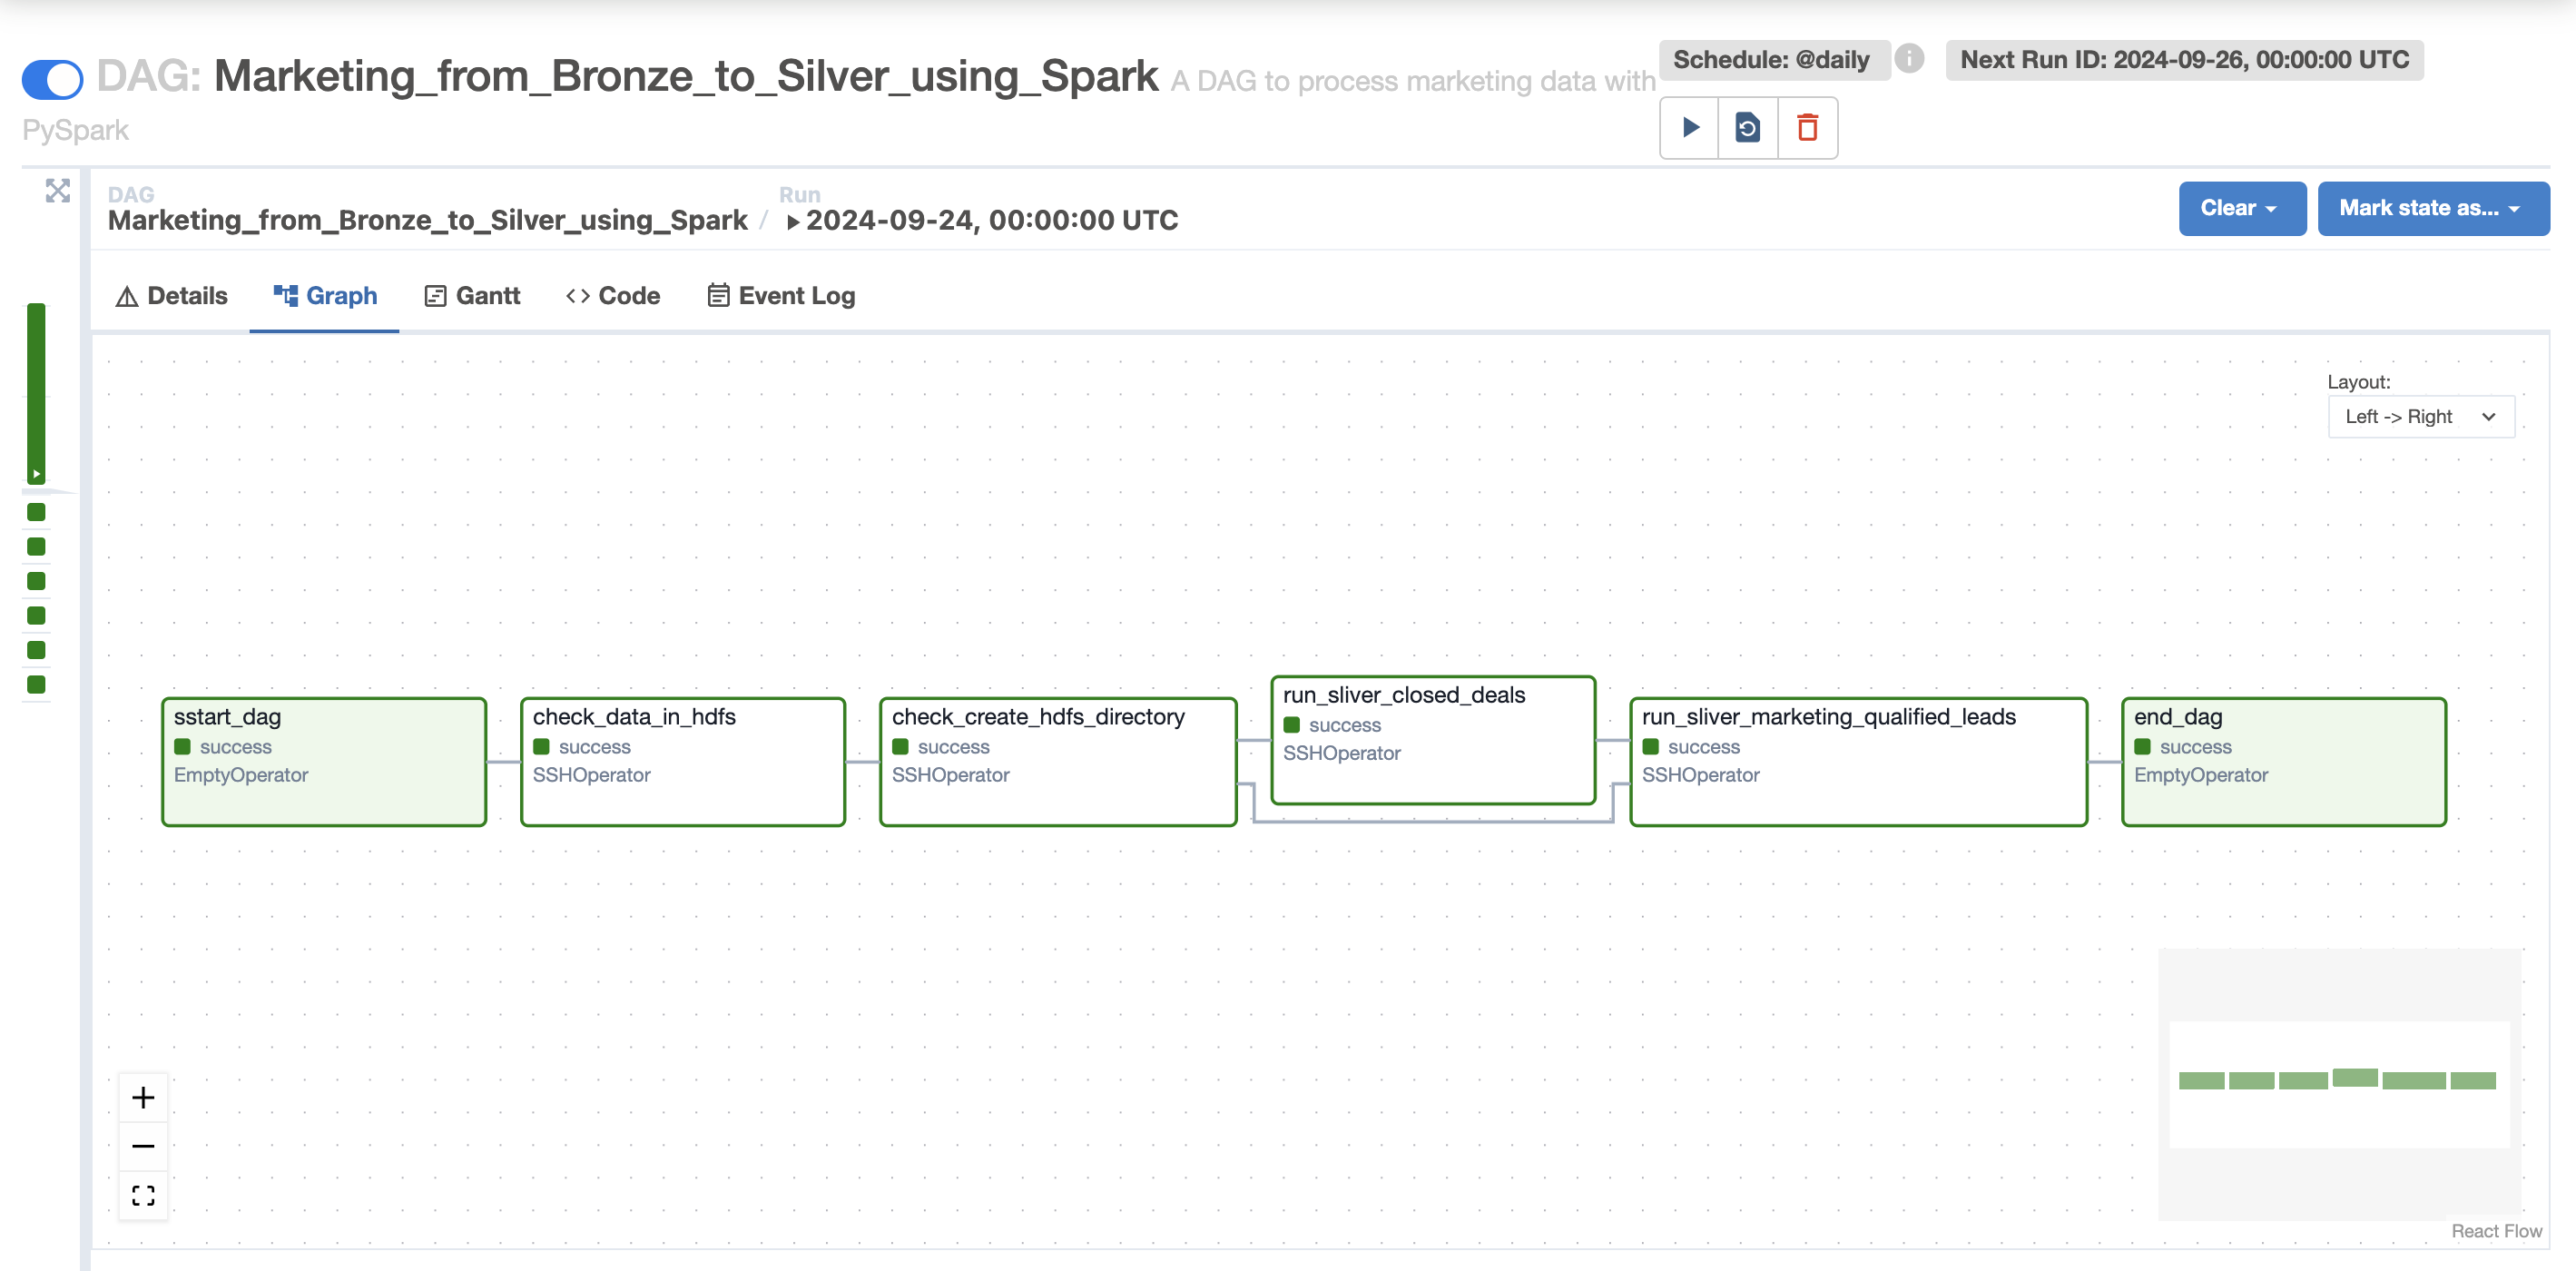 DAG: Marketing_from_Bronze_to_Silver_using_Spark A DAG to process marketing data with
PySpark
Schedule: @daily
Next Run ID: 2024-09-26, 00:00:00 UTC
DAG
Marketing_from_Bronze_to_Silver_using_Spark /
Run
2024-09-24, 00:00:00 UTC
Clear
Mark state as...
Details
Graph
Gantt
Code
Event Log
Layout:
Left -> Right
sstart_dag
success
EmptyOperator
check_data_in_hdfs
success
SSHOperator
check_create_hdfs_directory
success
SSHOperator
run_sliver_closed_deals
success
SSHOperator
run_sliver_marketing_qualified_leads
success
SSHOperator
end_dag
success
EmptyOperator
React Flow